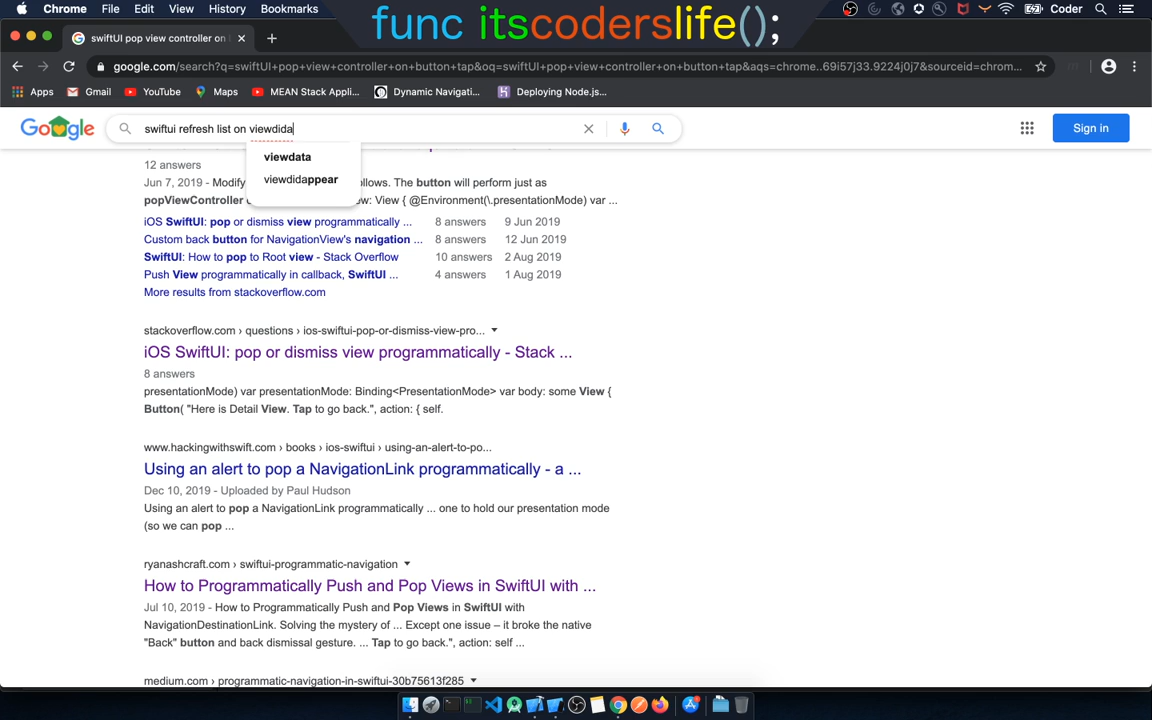 Chrome File Edit View History Bookmarks
func itscoderslife();
Coder
swiftUI pop view controller on
google.com/search?q=swiftUI+pop+view+controller+on+button+tap&oq=swiftUI+pop+view+controller+on+button+tap&aqs=chrome..69i57j33.9224j0j7&sourceid=chrom...
Apps Gmail YouTube Maps MEAN Stack Appli... Dynamic Navigati... Deploying Node.js...
Google swiftui refresh list on viewdida Sign in
viewdata
viewdidappear
12 answers
Jun 7, 2019 - Modify llows. The button will perform just as
popViewController ew: View { @Environment(\.presentationMode) var ...
iOS SwiftUI: pop or dismiss view programmatically ... 8 answers 9 Jun 2019
Custom back button for NavigationView's navigation ... 8 answers 12 Jun 2019
SwiftUI: How to pop to Root view - Stack Overflow 10 answers 2 Aug 2019
Push View programmatically in callback, SwiftUI ... 4 answers 1 Aug 2019
More results from stackoverflow.com
stackoverflow.com › questions › ios-swiftui-pop-or-dismiss-view-pro...
iOS SwiftUI: pop or dismiss view programmatically - Stack ...
8 answers
presentationMode) var presentationMode: Binding<PresentationMode> var body: some View {
Button( "Here is Detail View. Tap to go back.", action: { self.
www.hackingwithswift.com › books › ios-swiftui › using-an-alert-to-po...
Using an alert to pop a NavigationLink programmatically - a ...
Dec 10, 2019 - Uploaded by Paul Hudson
Using an alert to pop a NavigationLink programmatically ... one to hold our presentation mode
(so we can pop ...
ryanashcraft.com › swiftui-programmatic-navigation
How to Programmatically Push and Pop Views in SwiftUI with ...
Jul 10, 2019 - How to Programmatically Push and Pop Views in SwiftUI with
NavigationDestinationLink. Solving the mystery of ... Except one issue – it broke the native
"Back" button and back dismissal gesture. ... Tap to go back.", action: self ...
medium.com › programmatic-navigation-in-swiftui-30b75613f285